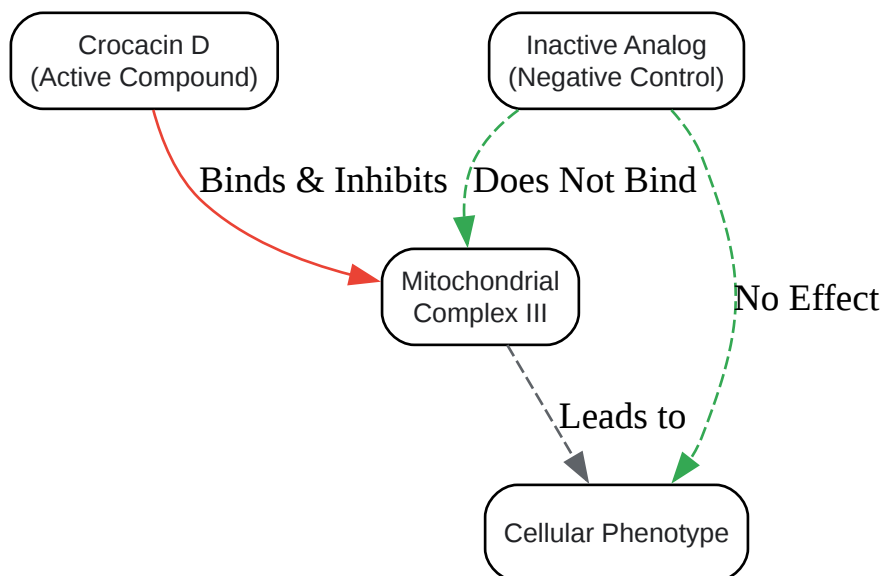 Crocacin D
(Active Compound)
Inactive Analog
(Negative Control)
Binds & Inhibits
Does Not Bind
Mitochondrial
Complex III
No Effect
Leads to
Cellular Phenotype